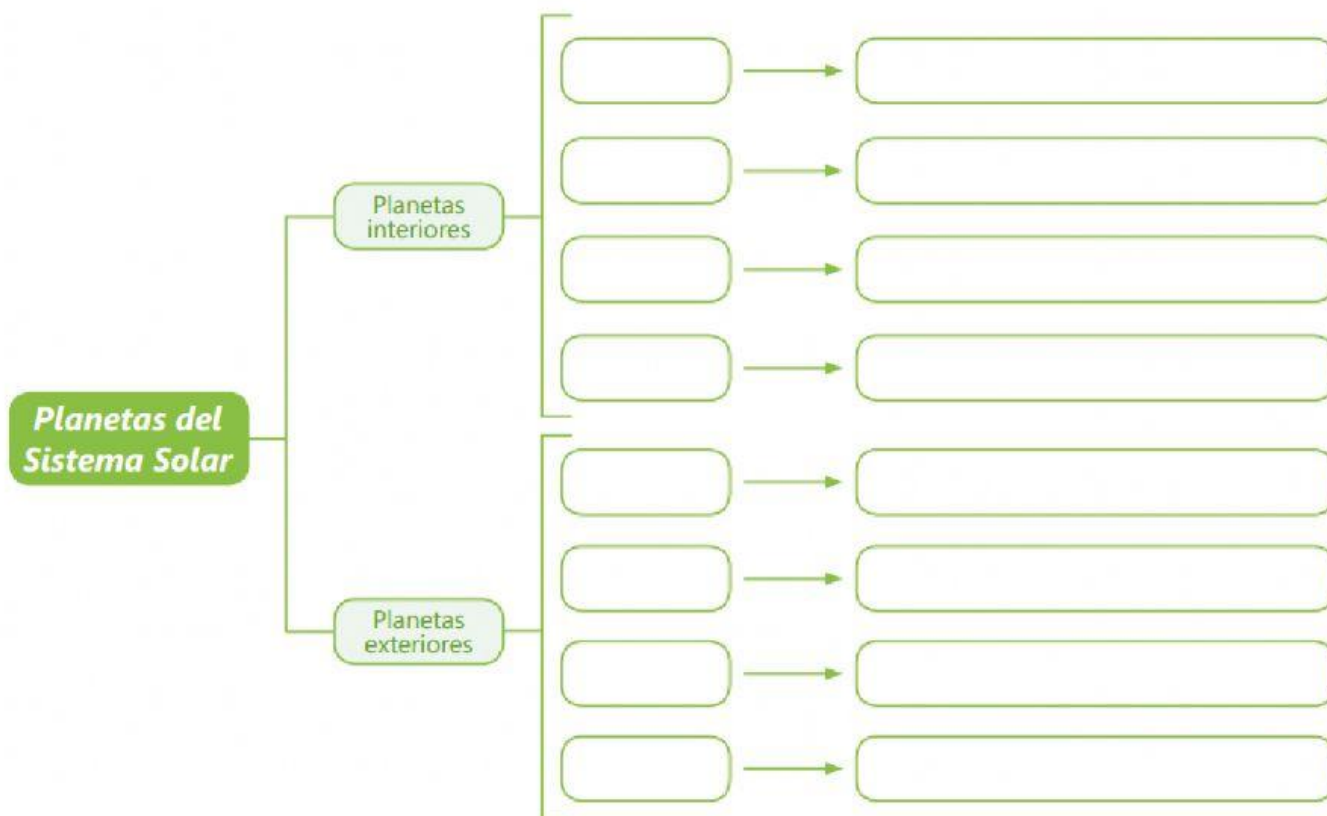 Planetas
interiores
Planetas del
Sistema Solar
Planetas
exteriores